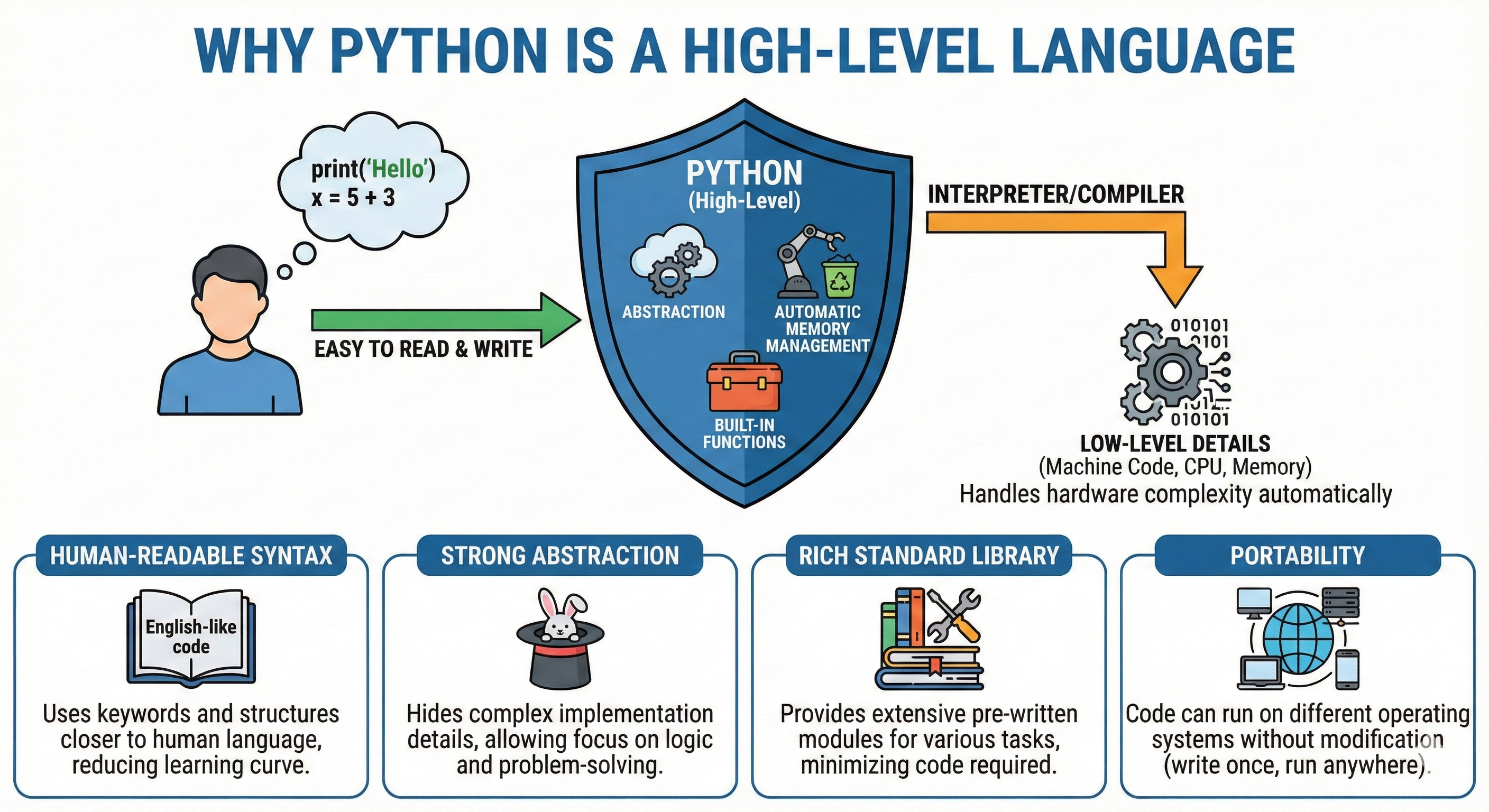 WHY PYTHON IS A HIGH-LEVEL LANGUAGE
print('Hello')
x = 5 + 3
EASY TO READ & WRITE
PYTHON
(High-Level)
ABSTRACTION
AUTOMATIC
MEMORY
MANAGEMENT
BUILT-IN
FUNCTIONS
INTERPRETER/COMPILER
010101
0101
010101
LOW-LEVEL DETAILS
(Machine Code, CPU, Memory)
Handles hardware complexity automatically
HUMAN-READABLE SYNTAX
English-like
code
Uses keywords and structures
closer to human language,
reducing learning curve.
STRONG ABSTRACTION
Hides complex implementation
details, allowing focus on logic
and problem-solving.
RICH STANDARD LIBRARY
Provides extensive pre-written
modules for various tasks,
minimizing code required.
PORTABILITY
Code can run on different operating
systems without modification
(write once, run anywhere).